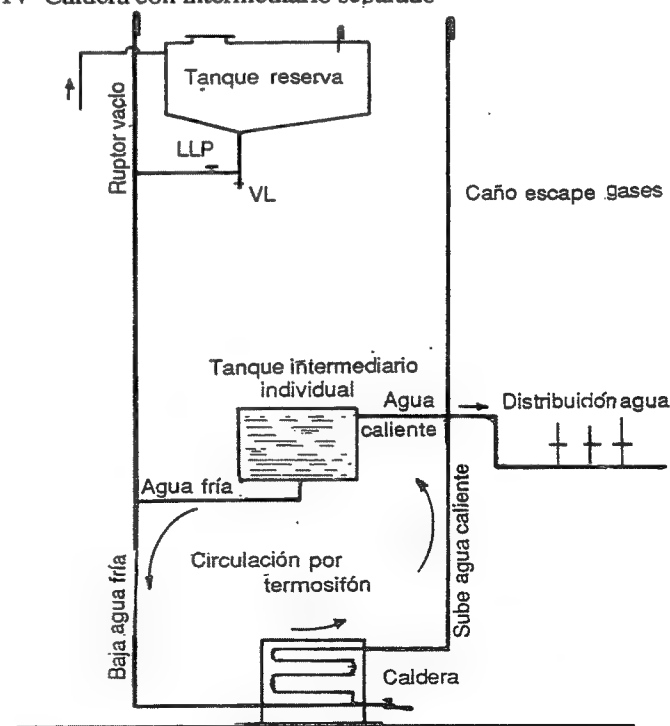 IV Caldera con intermediario separado
Tanque reserva
Ruptor vacío
LLP
VL
Caño escape gases
Tanque intermediario
individual
Agua
caliente
Distribuidón agua
Agua fría
Circulación por
termosifón
Baja agua fría
Sube agua caliente
Caldera